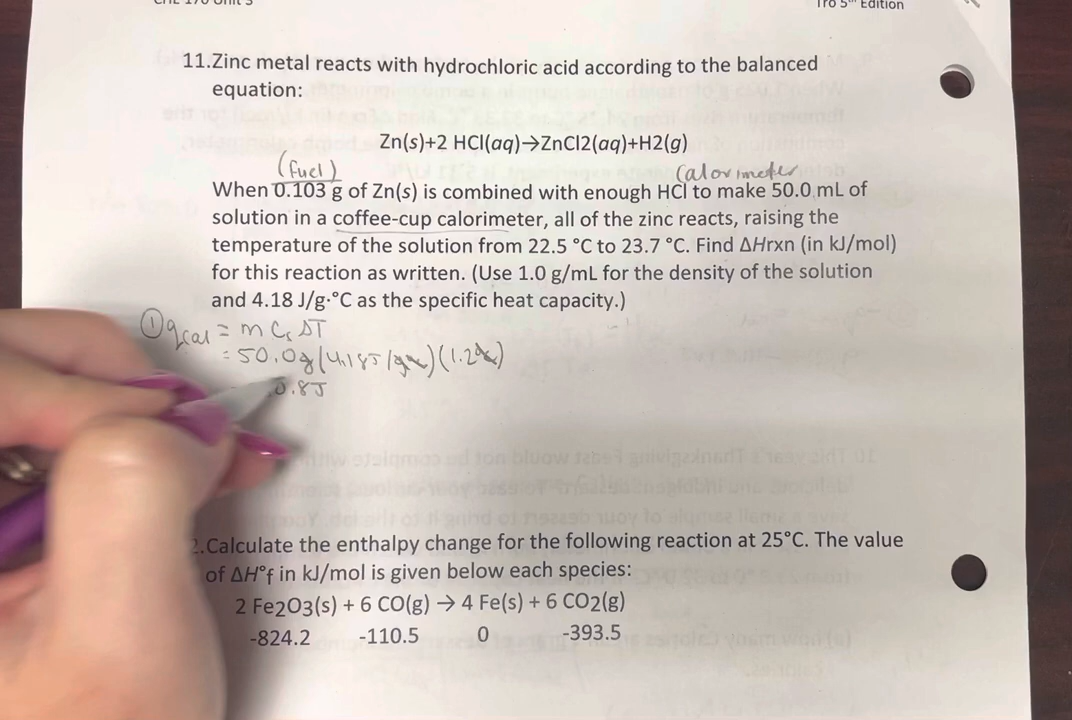 Tro 5th Edition
11.Zinc metal reacts with hydrochloric acid according to the balanced
equation:
Zn(s)+2 HCl(aq)→ZnCl2(aq)+H2(g)
(fuel) Calorimeter
When 0.103 g of Zn(s) is combined with enough HCl to make 50.0 mL of
solution in a coffee-cup calorimeter, all of the zinc reacts, raising the
temperature of the solution from 22.5 °C to 23.7 °C. Find ΔHrxn (in kJ/mol)
for this reaction as written. (Use 1.0 g/mL for the density of the solution
and 4.18 J/g·°C as the specific heat capacity.)
① qcal = m Cs ΔT
= 50.0g (4.18J/g°C)(1.2°C)
0.8J
2.Calculate the enthalpy change for the following reaction at 25°C. The value
of ΔH°f in kJ/mol is given below each species:
2 Fe2O3(s) + 6 CO(g) → 4 Fe(s) + 6 CO2(g)
-824.2 -110.5 0 -393.5